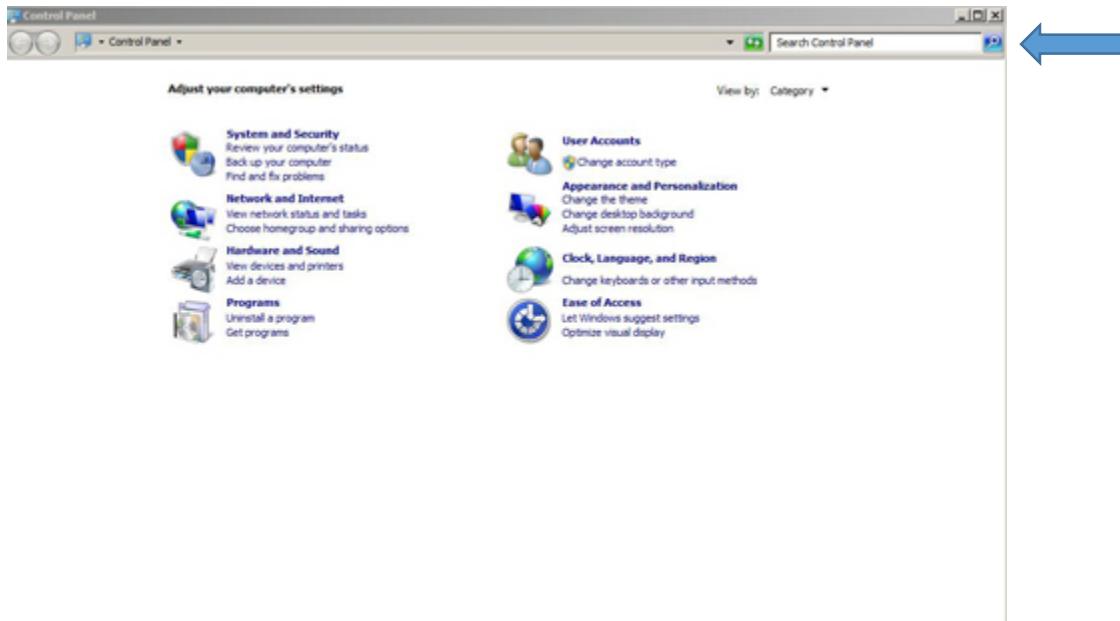 Control Panel
Control Panel
Search Control Panel
Adjust your computer's settings
View by: Category
System and Security
Review your computer's status
Back up your computer
Find and fix problems
Network and Internet
View network status and tasks
Choose homegroup and sharing options
Hardware and Sound
View devices and printers
Add a device
Programs
Uninstall a program
Get programs
User Accounts
Change account type
Appearance and Personalization
Change the theme
Change desktop background
Adjust screen resolution
Clock, Language, and Region
Change keyboards or other input methods
Ease of Access
Let Windows suggest settings
Optimize visual display